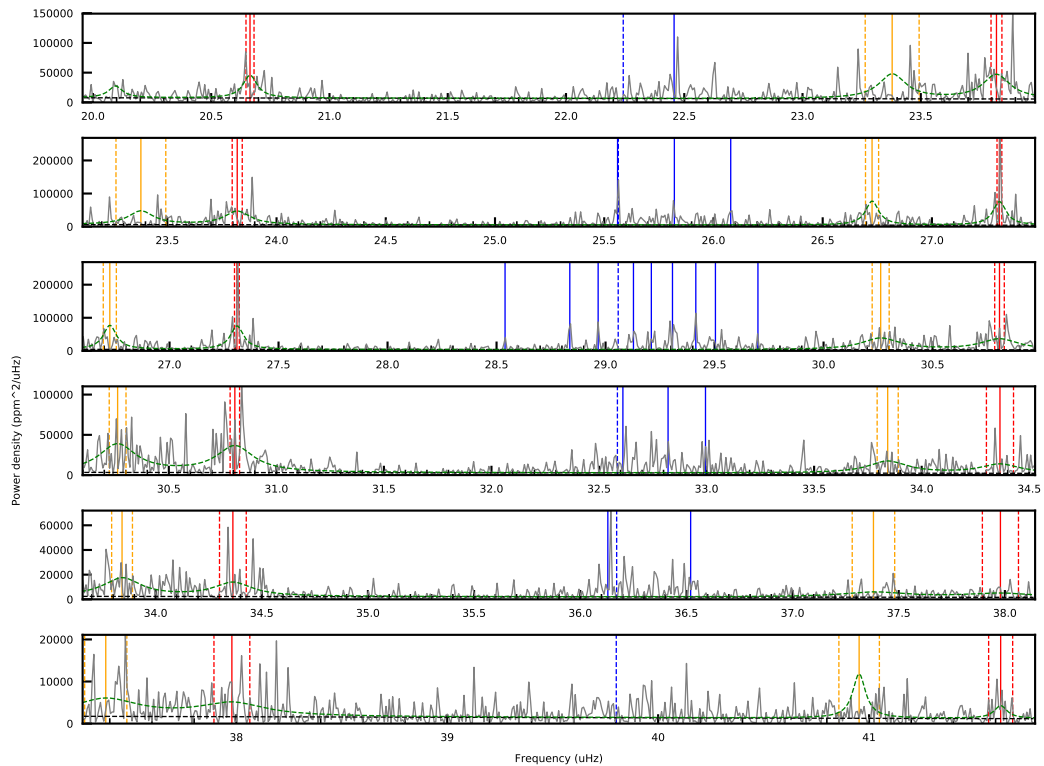 150000
100000
50000
0
20.0 20.5 21.0 21.5 22.0 22.5 23.0 23.5
200000
100000
0
23.5 24.0 24.5 25.0 25.5 26.0 26.5 27.0
200000
100000
0
27.0 27.5 28.0 28.5 29.0 29.5 30.0 30.5
Power density (ppm^2/uHz)
100000
50000
0
30.5 31.0 31.5 32.0 32.5 33.0 33.5 34.0 34.5
60000
40000
20000
0
34.0 34.5 35.0 35.5 36.0 36.5 37.0 37.5 38.0
20000
10000
0
38 39 40 41
Frequency (uHz)